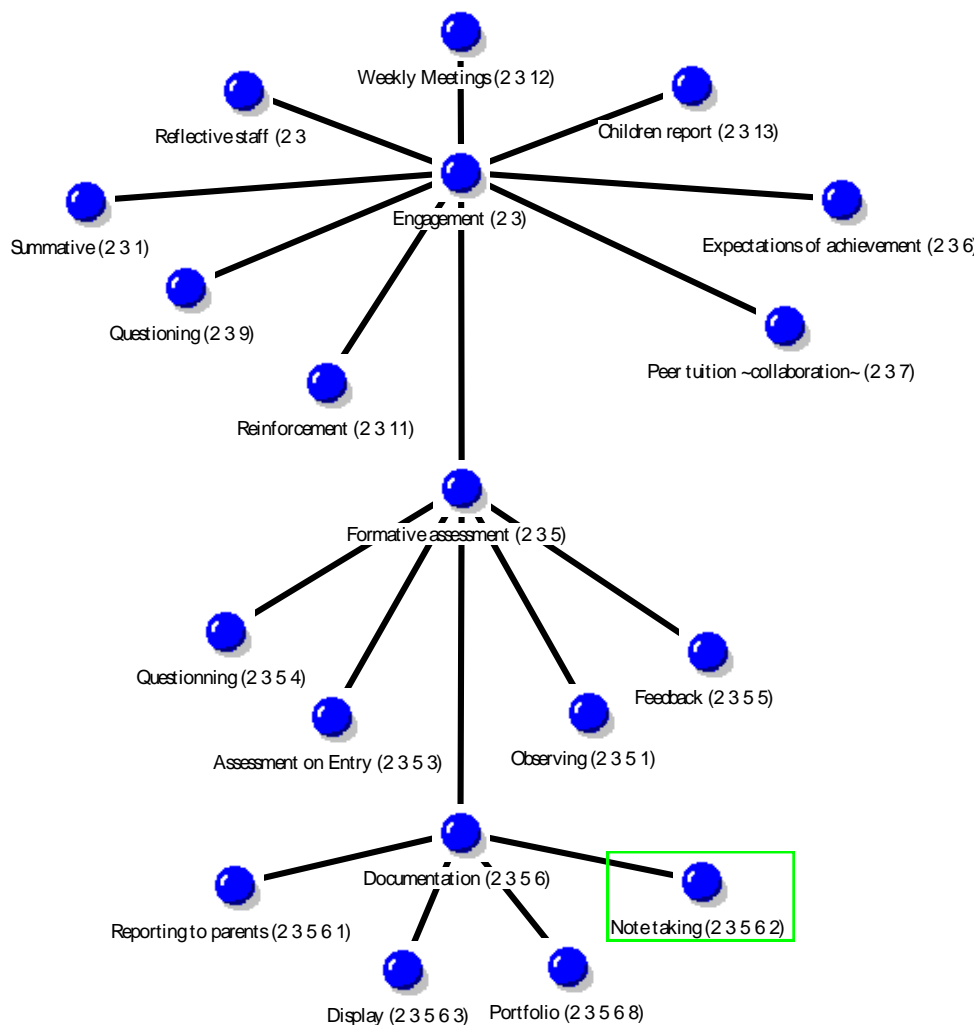 Weekly Meetings (2 3 12)
Reflective staff (2 3
Children report (2 3 13)
Engagement (2 3)
Summative (2 3 1)
Expectations of achievement (2 3 6)
Questioning (2 3 9)
Peer tuition ~collaboration~ (2 3 7)
Reinforcement (2 3 11)
Formative assessment (2 3 5)
Questionning (2 3 5 4)
Feedback (2 3 5 5)
Assessment on Entry (2 3 5 3)
Observing (2 3 5 1)
Documentation (2 3 5 6)
Reporting to parents (2 3 5 6 1)
Note taking (2 3 5 6 2)
Display (2 3 5 6 3)
Portfolio (2 3 5 6 8)